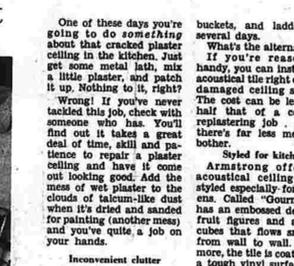 One of these days you're
going to do something
about that cracked plaster
ceiling in the kitchen. Just
get some metal lath, mix
a little plaster, and patch
it up. Nothing to it, right?
Wrong! If you've never
tackled this job, check with
someone who has. You'll
find out it takes a great
deal of time, skill and pa-
tience to repair a plaster
ceiling and have it come
out looking good. Add the
mess of wet plaster to the
clouds of talcum-like dust
when it's dried and sanded
for painting (another mess)
and you've quite a job on
your hands.
Inconvenient clutter
buckets, and ladd
several days.
What's the altern
If you're reas
handy, you can inst
acoustical tile right o
damaged ceiling s
The cost can be le
half that of a c
replastering job
there's far less m
bother.
Styled for kitch
Armstrong off
acoustical ceiling
styled especially for
ens. Called "Gour
has an embossed de
fruit figures and s
cubes that flows sn
from wall to wall.
more, the tile is coat
a tough vinyl surf